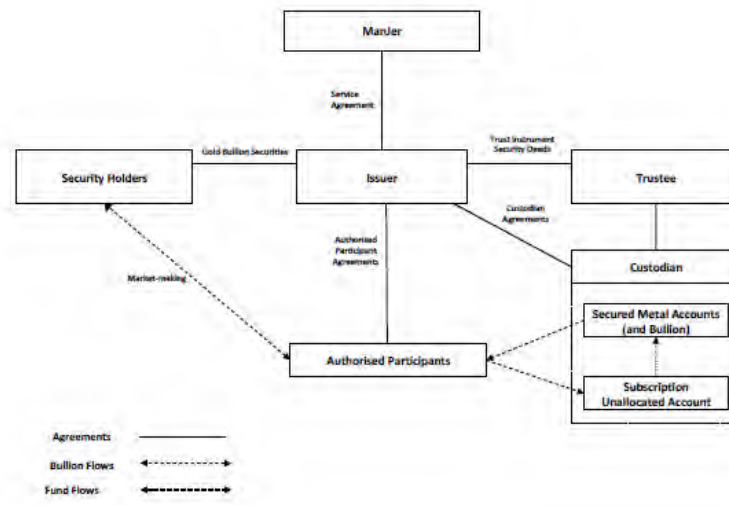 ManJer
Service
Agreement
Gold Bullion Securities
Trust Instrument
Security Deeds
Security Holders
Issuer
Trustee
Custodian
Agreements
Authorised
Participant
Agreements
Market-making
Custodian
Secured Metal Accounts
(and Bullion)
Authorised Participants
Subscription
Unallocated Account
Agreements
Bullion Flows
Fund Flows